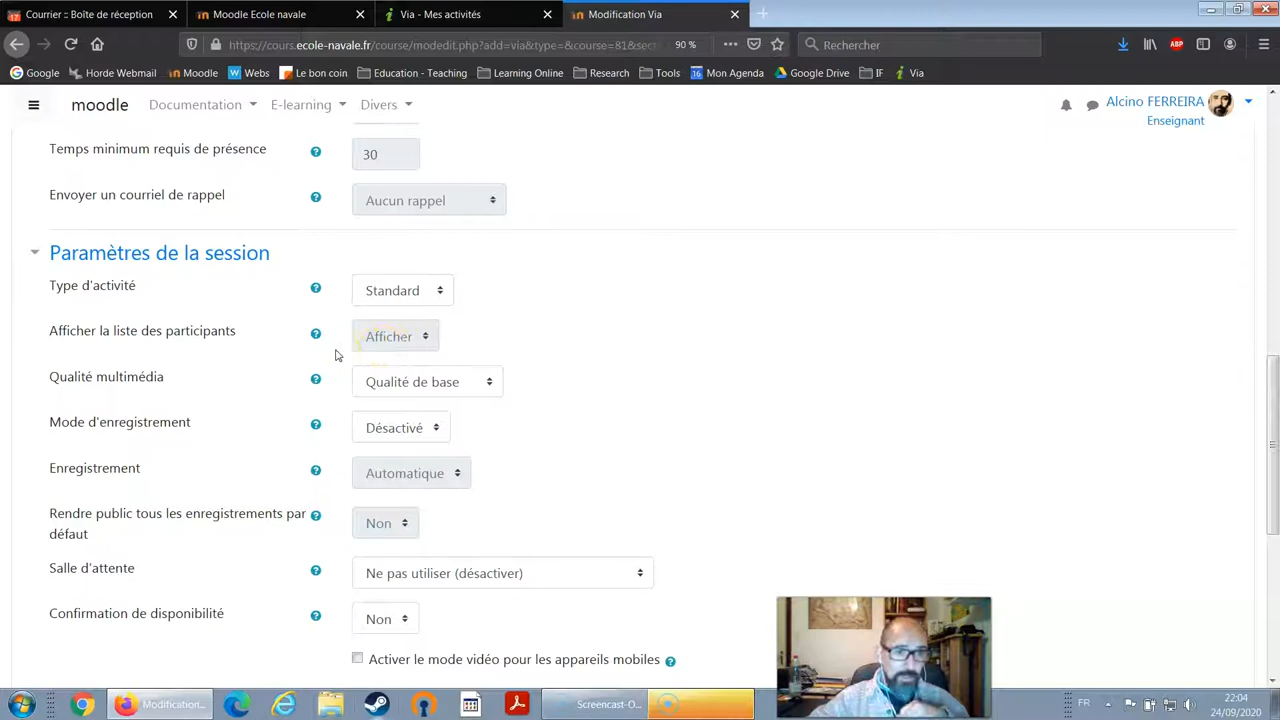 Courrier :: Boîte de réception
Moodle Ecole navale
Via - Mes activités
Modification Via
https://cours.ecole-navale.fr/course/modedit.php?add=via&type=&course=81&sec
90 %
Rechercher
ABP
Google
Horde Webmail
Moodle
Webs
Le bon coin
Education - Teaching
Learning Online
Research
Tools
16 Mon Agenda
Google Drive
IF
Via
moodle
Documentation
E-learning
Divers
Alcino FERREIRA
Enseignant
Temps minimum requis de présence
30
Envoyer un courriel de rappel
Aucun rappel
Paramètres de la session
Type d'activité
Standard
Afficher la liste des participants
Afficher
Qualité multimédia
Qualité de base
Mode d'enregistrement
Désactivé
Enregistrement
Automatique
Rendre public tous les enregistrements par
défaut
Non
Salle d'attente
Ne pas utiliser (désactiver)
Confirmation de disponibilité
Non
Activer le mode vidéo pour les appareils mobiles
Modification...
Screencast-O...
FR
22:04
24/09/2020